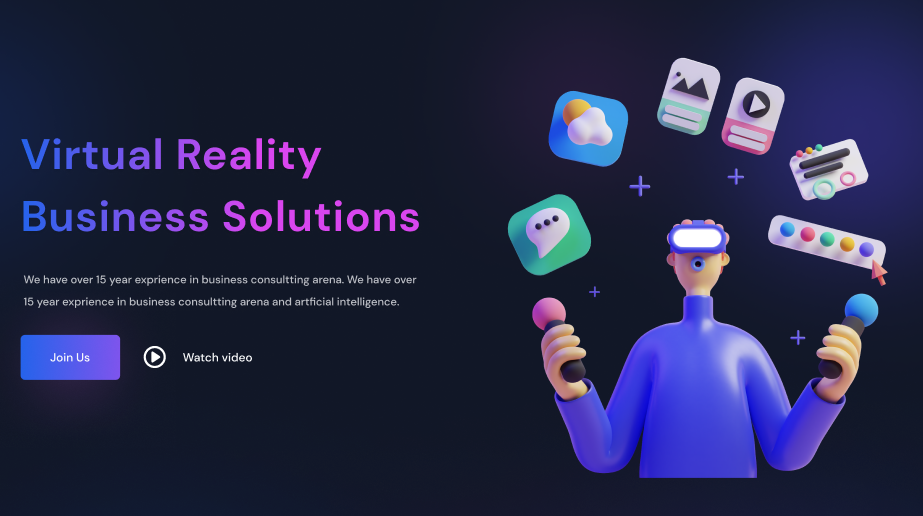 Virtual Reality
Business Solutions
We have over 15 year exprience in business consultting arena. We have over
15 year exprience in business consultting arena and artficial intelligence.
Join Us
Watch video